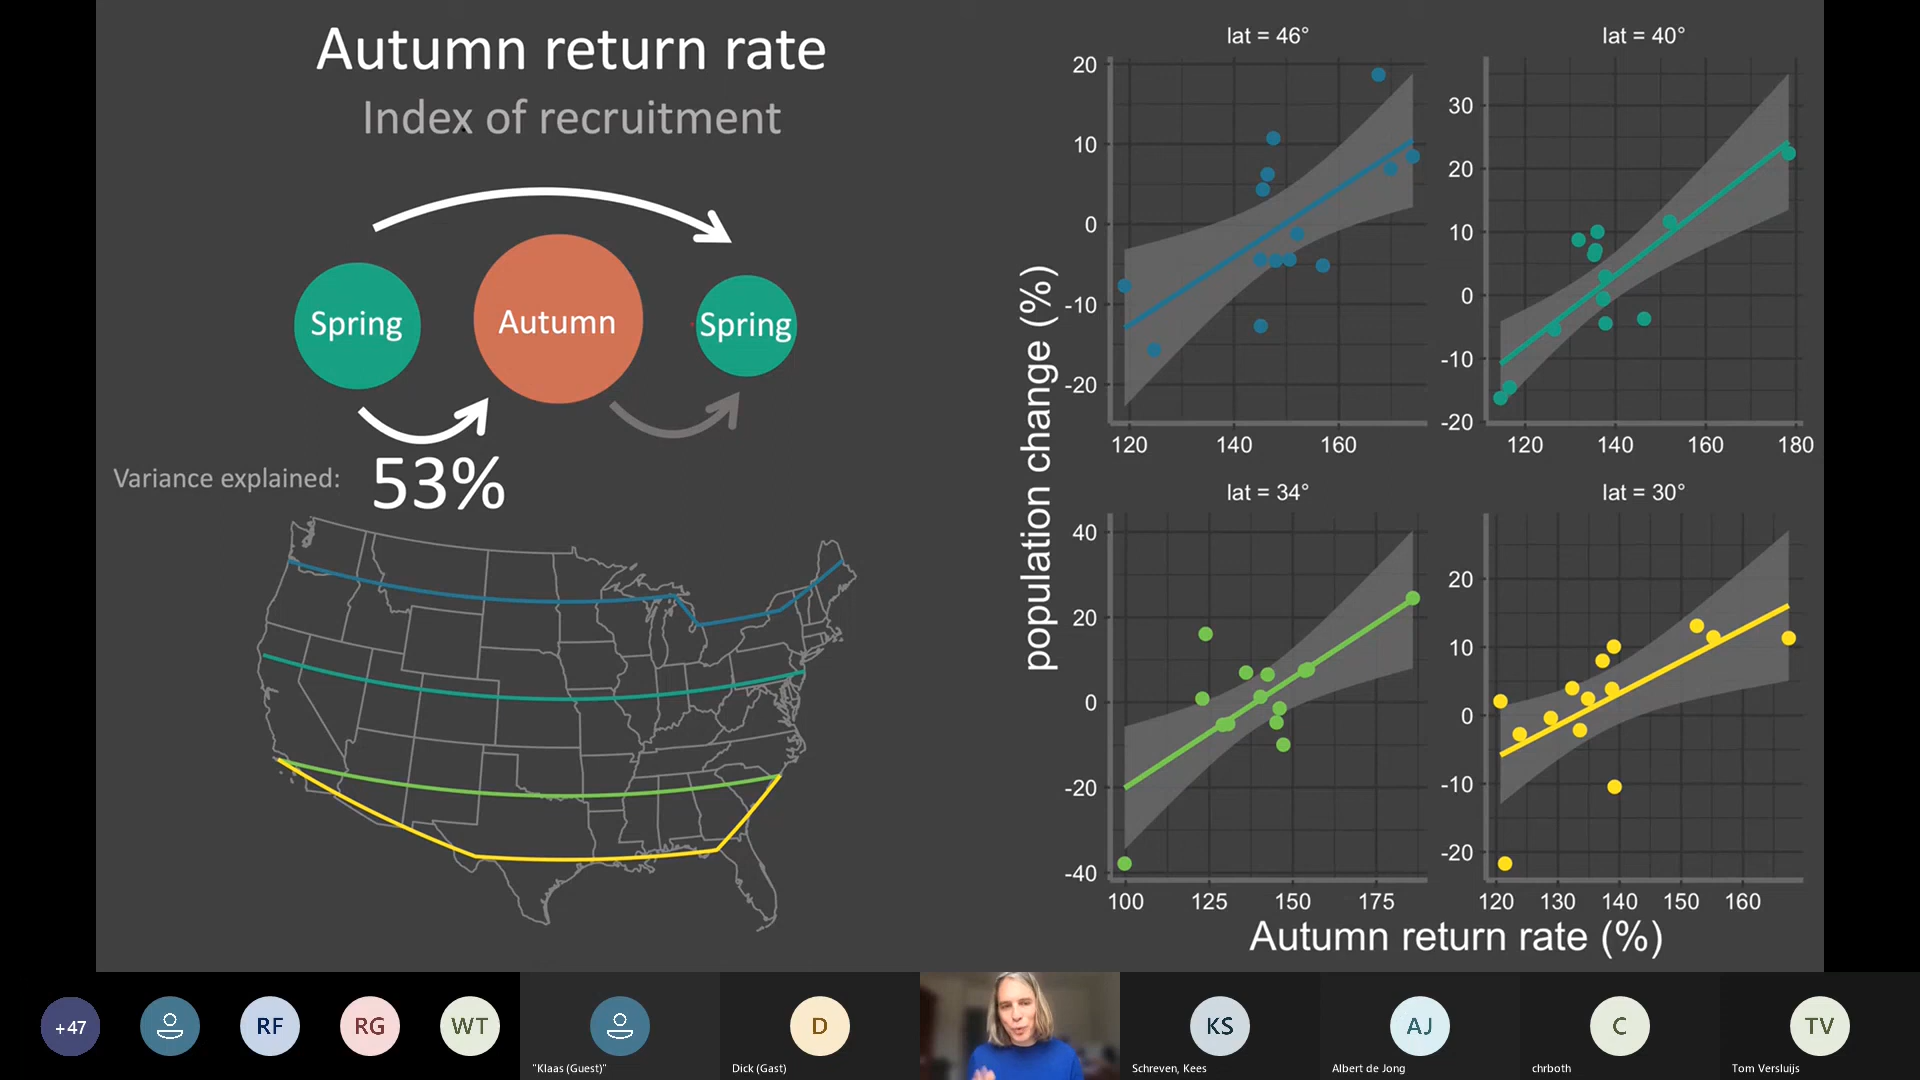 Autumn return rate
Index of recruitment
Spring
Autumn
Spring
Variance explained:
53%
population change (%)
lat = 46°
20
10
0
-10
-20
120
140
160
lat = 40°
30
20
10
0
-10
-20
120
140
160
180
lat = 34°
40
20
0
-20
-40
100
125
150
175
lat = 30°
20
10
0
-10
-20
120
130
140
150
160
Autumn return rate (%)
+47
RF
RG
WT
"Klaas (Guest)"
D
Dick (Gast)
KS
Schreven, Kees
AJ
Albert de Jong
C
chrboth
TV
Tom Versluijs